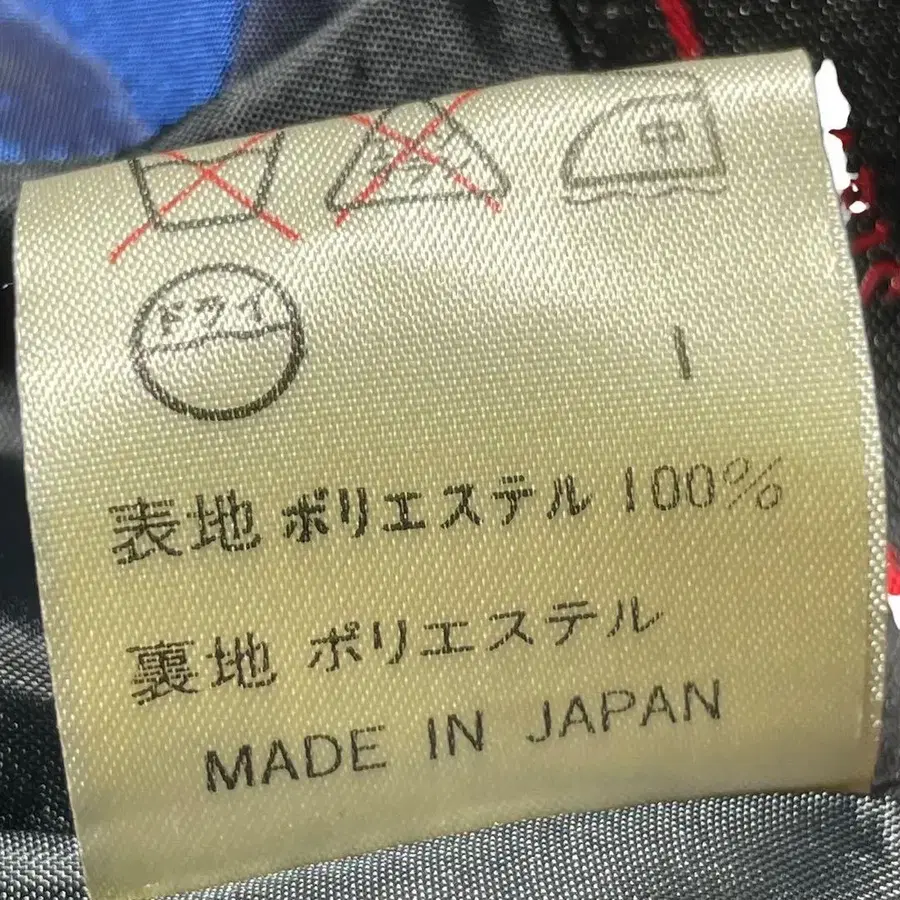 中
ドライ
1
表地 ポリエステル 100%
裏地 ポリエステル
MADE IN JAPAN